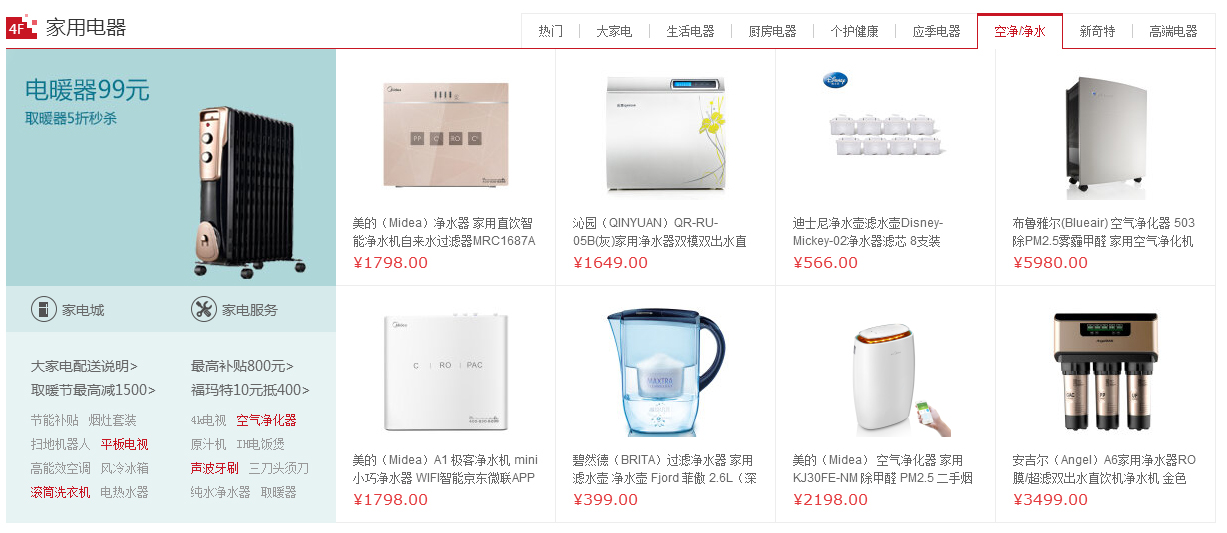 4F 家用电器
热门 大家电 生活电器 厨房电器 个护健康 应季电器 空净/净水 新奇特 高端电器
电暖器99元
取暖器5折秒杀
家电城 家电服务
大家电配送说明> 最高补贴800元>
取暖节最高减1500> 福玛特10元抵400>
节能补贴 烟灶套装 4k电视 空气净化器
扫地机器人 平板电视 原汁机 IH电饭煲
高能效空调 风冷冰箱 声波牙刷 三刀头须刀
滚筒洗衣机 电热水器 纯水净水器 取暖器
Midea
PP C RO C
美的（Midea）净水器 家用直饮智
能净水机自来水过滤器MRC1687A
¥1798.00
沁园（QINYUAN）QR-RU-
05B(灰)家用净水器双模双出水直
¥1649.00
Disney
迪士尼净水壶滤水壶Disney-
Mickey-02净水器滤芯 8支装
¥566.00
布鲁雅尔(Blueair) 空气净化器 503
除PM2.5雾霾甲醛 家用空气净化机
¥5980.00
Midea
C RO PAC
美的（Midea）A1 极客净水机 mini
小巧净水器 WIFI智能京东微联APP
¥1798.00
MAXTRA
碧然德（BRITA）过滤净水器 家用
滤水壶 净水壶 Fjord 菲傲 2.6L（深
¥399.00
美的（Midea） 空气净化器 家用
KJ30FE-NM 除甲醛 PM2.5 二手烟
¥2198.00
安吉尔（Angel）A6家用净水器RO
膜/超滤双出水直饮机净水机 金色
¥3499.00